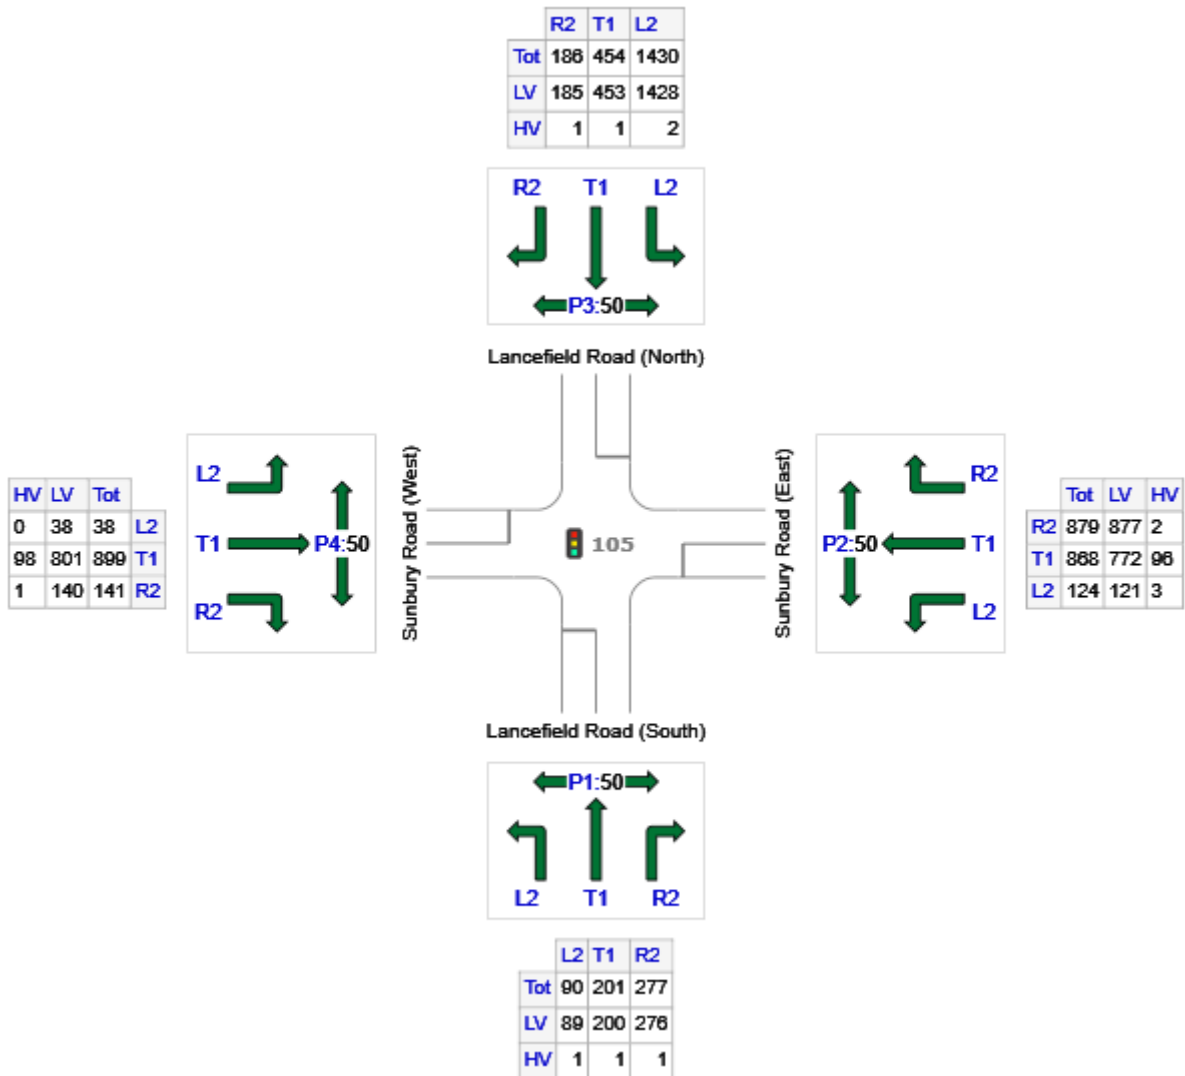 R2 T1 L2
Tot 186 454 1430
LV 185 453 1428
HV 1 1 2
R2 T1 L2
P3:50
Lancefield Road (North)
HV LV Tot
0 38 38 L2
98 801 899 T1
1 140 141 R2
L2
T1
R2
P4:50
Sunbury Road (West)
105
Sunbury Road (East)
P2:50
R2
T1
L2
Tot LV HV
R2 879 877 2
T1 868 772 96
L2 124 121 3
Lancefield Road (South)
P1:50
L2 T1 R2
L2 T1 R2
Tot 90 201 277
LV 89 200 276
HV 1 1 1